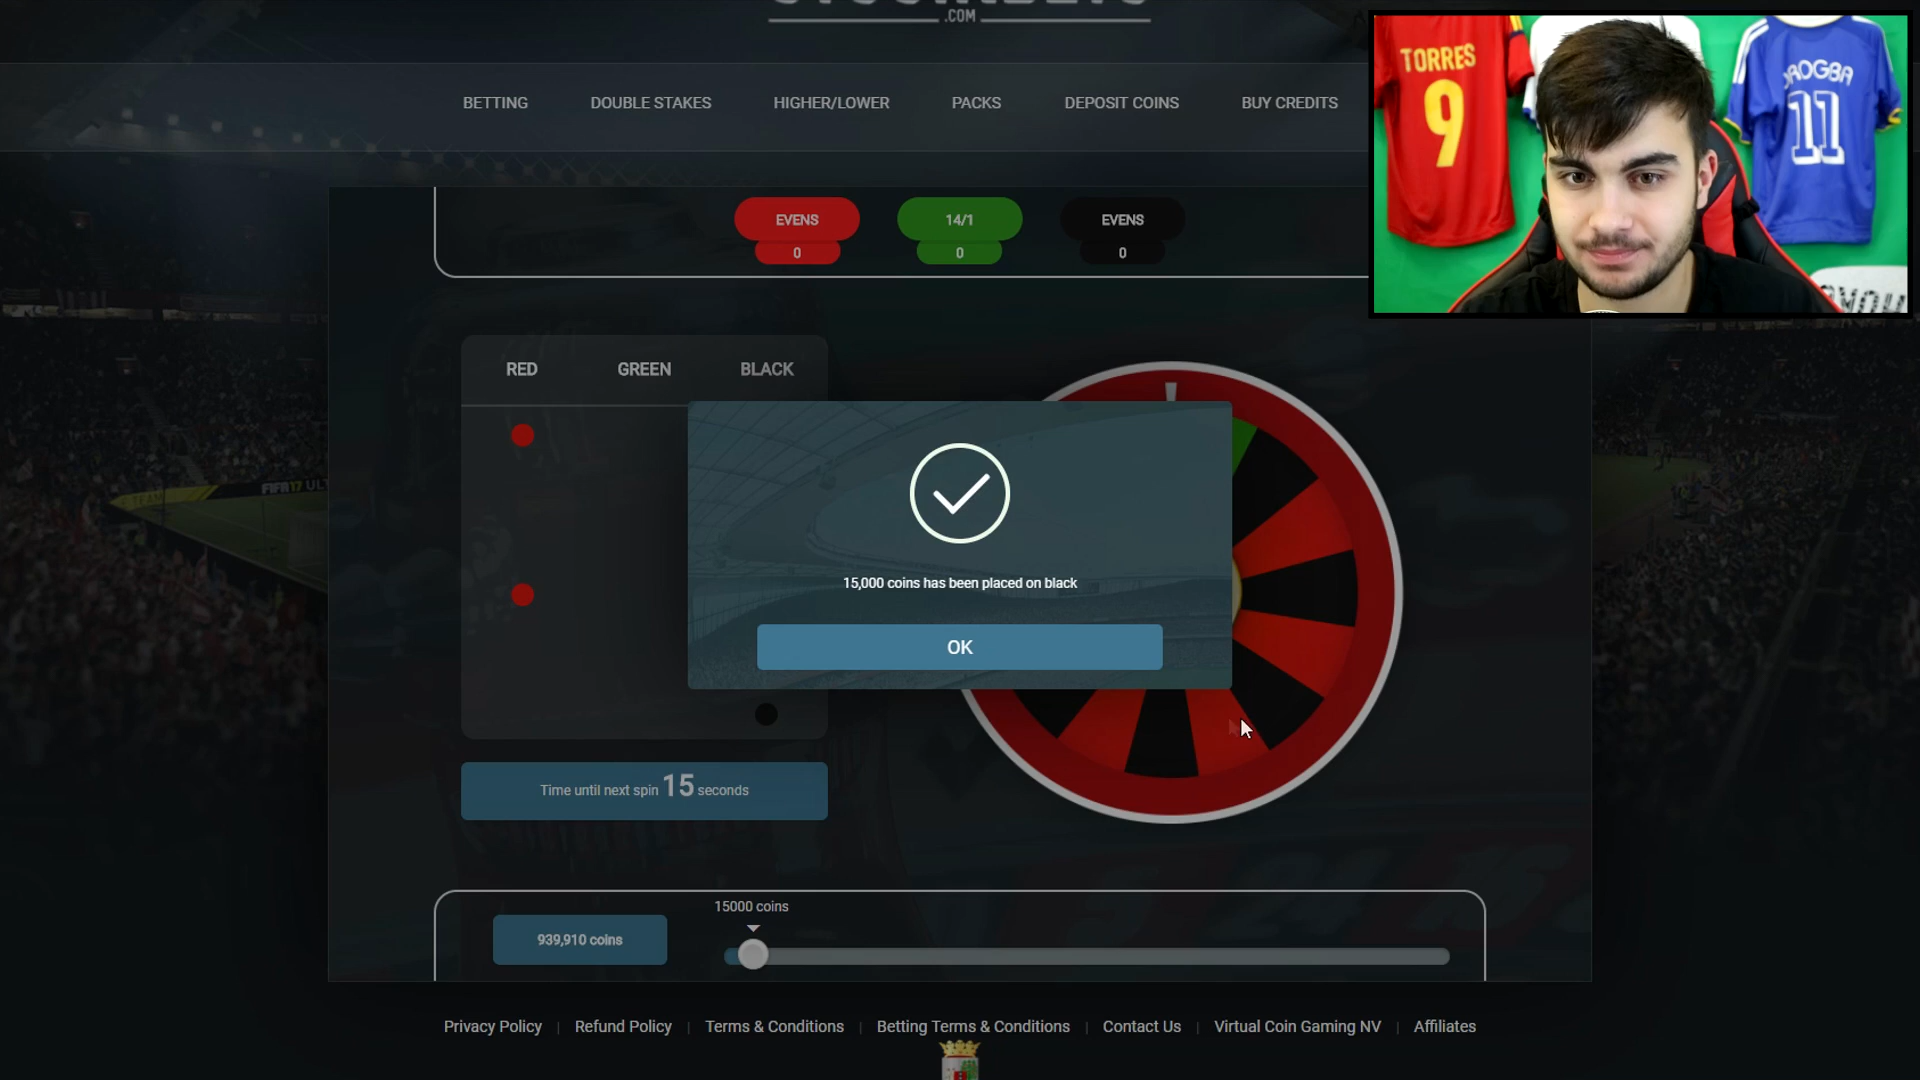 .COM
BETTING DOUBLE STAKES HIGHER/LOWER PACKS DEPOSIT COINS BUY CREDITS
TORRES
9
DROGBA
11
EVENS 14/1 EVENS
0 0 0
RED GREEN BLACK
FIFA 17
15,000 coins has been placed on black
OK
Time until next spin 15 seconds
15000 coins
939,910 coins
Privacy Policy | Refund Policy | Terms & Conditions | Betting Terms & Conditions | Contact Us | Virtual Coin Gaming NV | Affiliates